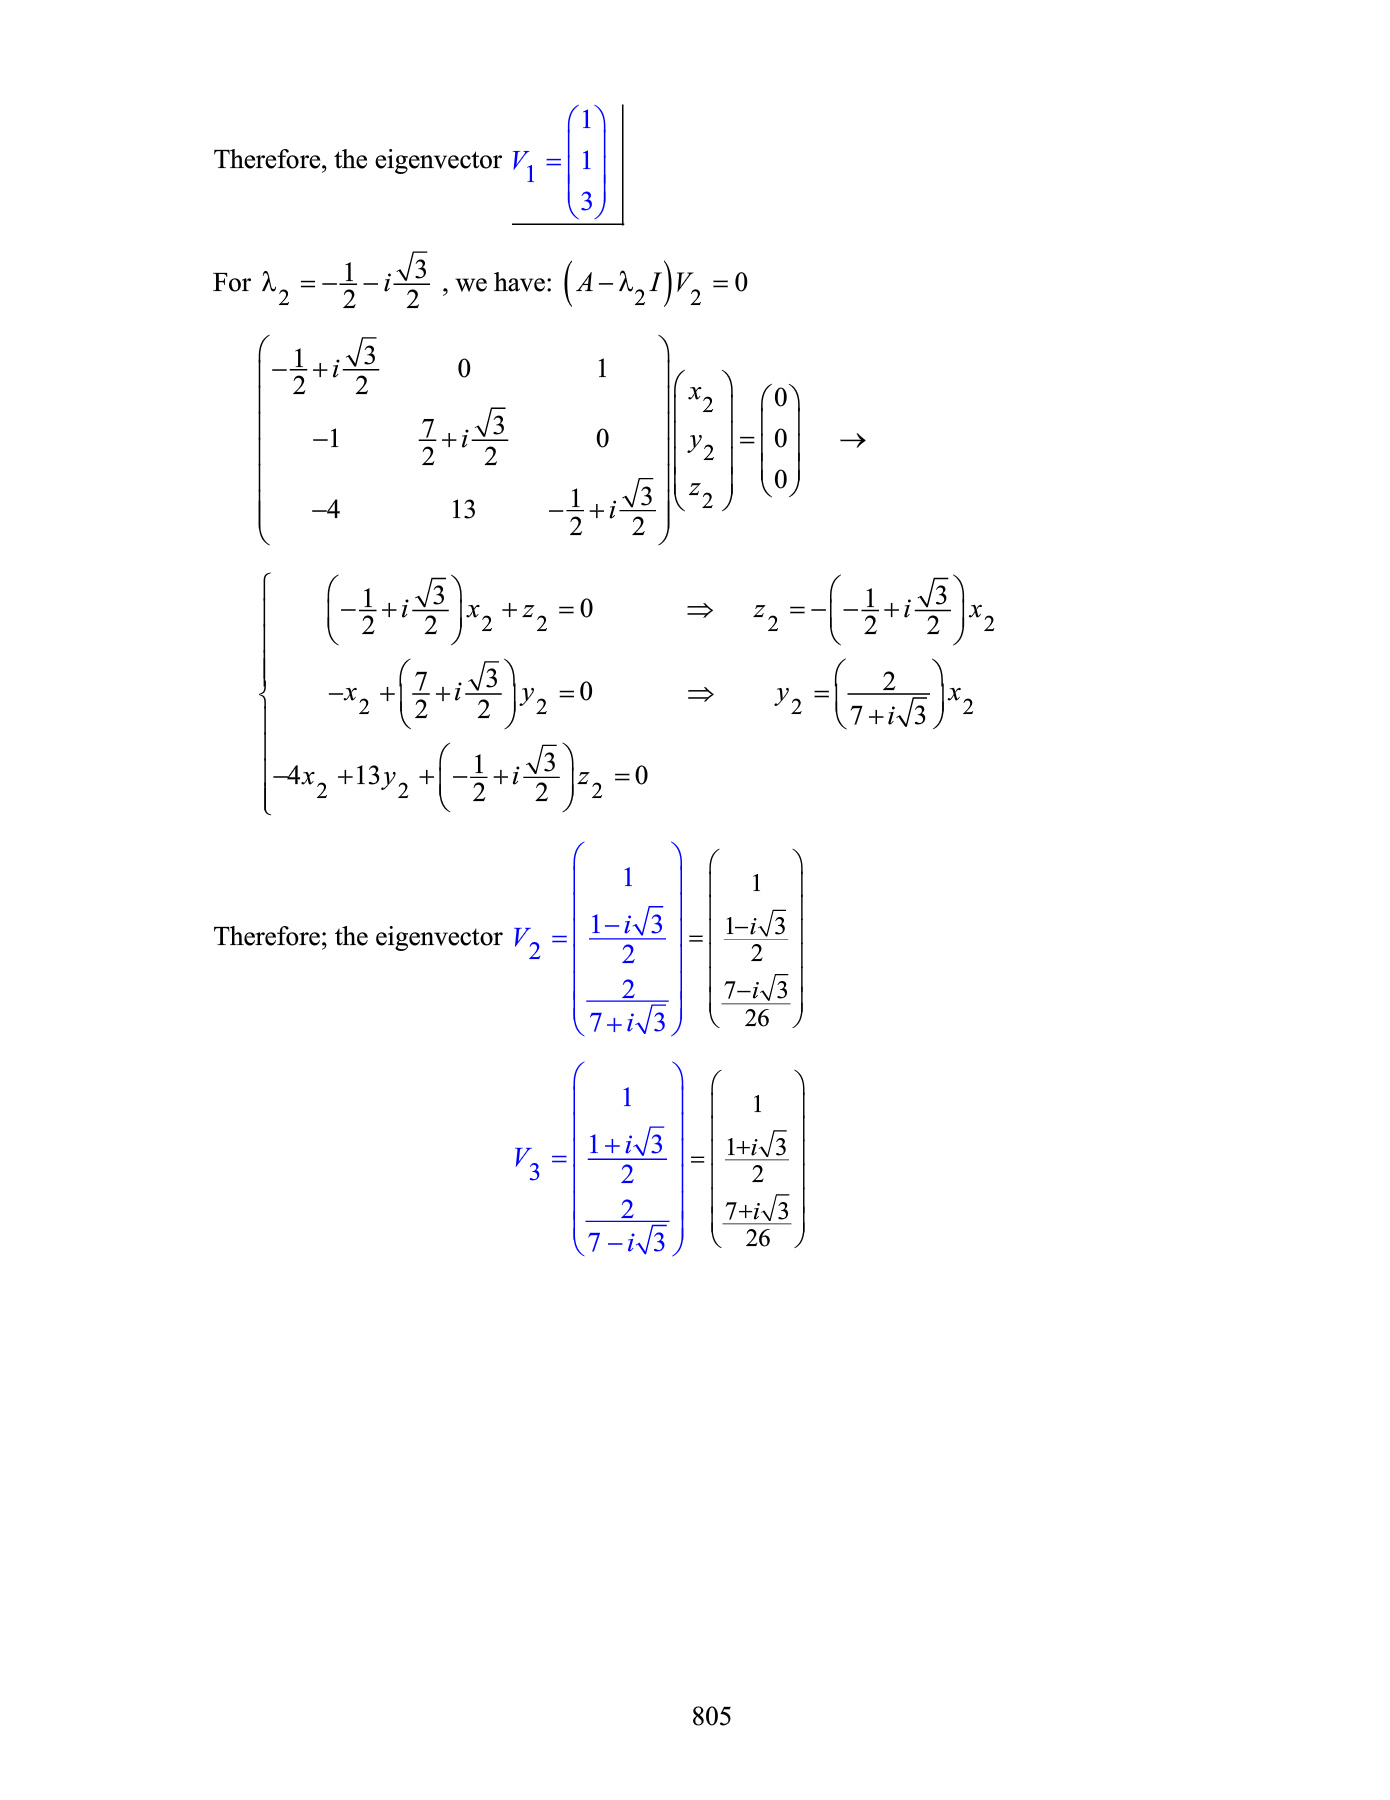 Therefore, the eigenvector $V_1 = \begin{pmatrix} 1 \\ 1 \\ 3 \end{pmatrix}$
For $\lambda_2 = -\frac{1}{2} - i\frac{\sqrt{3}}{2}$ , we have: $\left(A - \lambda_2 I\right)V_2 = 0$
$\begin{pmatrix} -\frac{1}{2}+i\frac{\sqrt{3}}{2} & 0 & 1 \\ -1 & \frac{7}{2}+i\frac{\sqrt{3}}{2} & 0 \\ -4 & 13 & -\frac{1}{2}+i\frac{\sqrt{3}}{2} \end{pmatrix} \begin{pmatrix} x_2 \\ y_2 \\ z_2 \end{pmatrix} = \begin{pmatrix} 0 \\ 0 \\ 0 \end{pmatrix} \quad \rightarrow$
$\left(-\frac{1}{2}+i\frac{\sqrt{3}}{2}\right)x_2 + z_2 = 0 \quad \Rightarrow \quad z_2 = -\left(-\frac{1}{2}+i\frac{\sqrt{3}}{2}\right)x_2$
$-x_2 + \left(\frac{7}{2}+i\frac{\sqrt{3}}{2}\right)y_2 = 0 \quad \Rightarrow \quad y_2 = \left(\frac{2}{7+i\sqrt{3}}\right)x_2$
$-4x_2 + 13y_2 + \left(-\frac{1}{2}+i\frac{\sqrt{3}}{2}\right)z_2 = 0$
Therefore; the eigenvector $V_2 = \begin{pmatrix} 1 \\ \frac{1-i\sqrt{3}}{2} \\ \frac{2}{7+i\sqrt{3}} \end{pmatrix} = \begin{pmatrix} 1 \\ \frac{1-i\sqrt{3}}{2} \\ \frac{7-i\sqrt{3}}{26} \end{pmatrix}$
$V_3 = \begin{pmatrix} 1 \\ \frac{1+i\sqrt{3}}{2} \\ \frac{2}{7-i\sqrt{3}} \end{pmatrix} = \begin{pmatrix} 1 \\ \frac{1+i\sqrt{3}}{2} \\ \frac{7+i\sqrt{3}}{26} \end{pmatrix}$
805